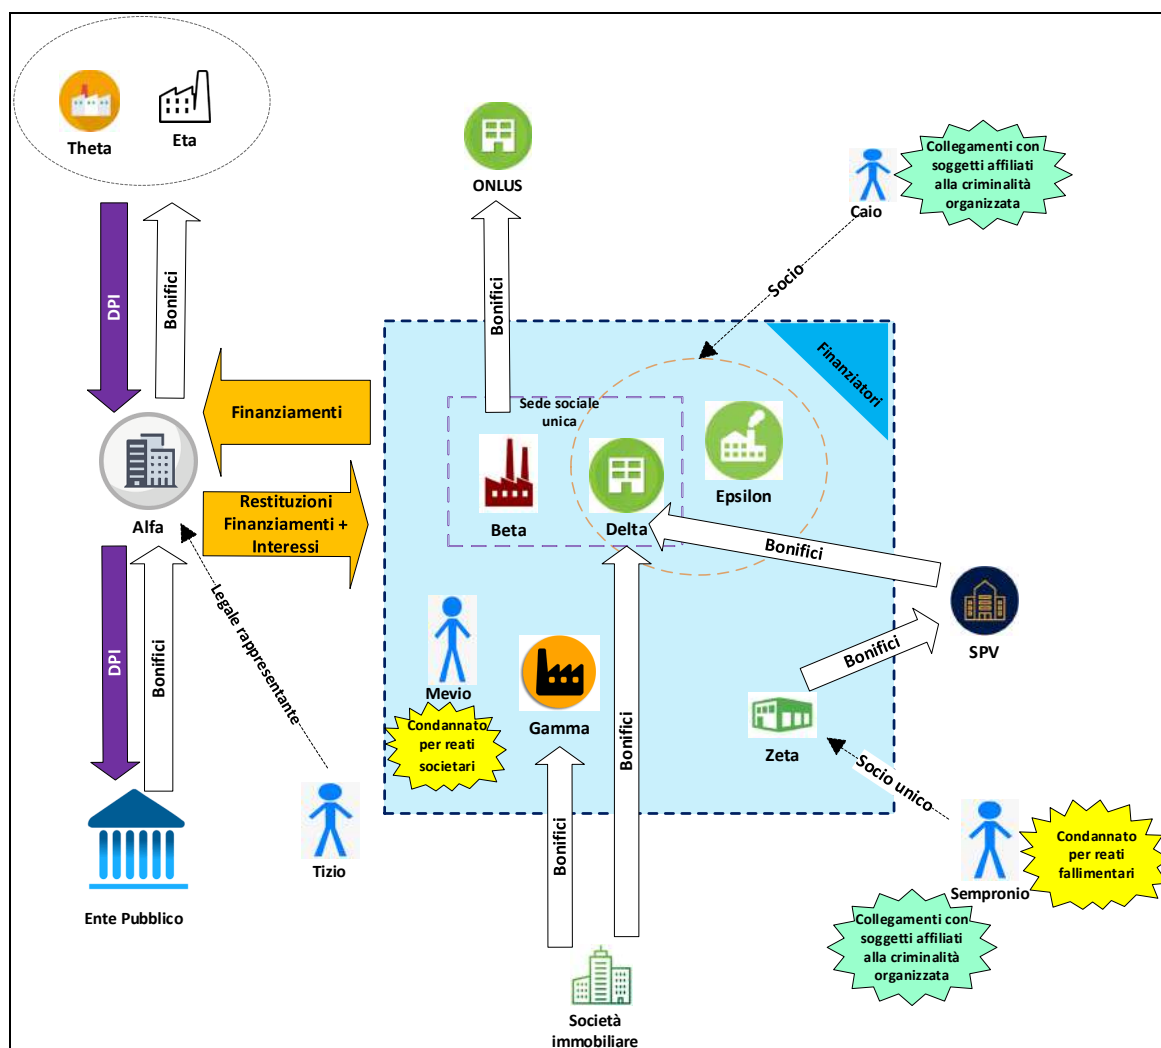 Theta
Eta
ONLUS
Collegamenti con
soggetti affiliati
alla criminalità
organizzata
Caio
DPI
Bonifici
Bonifici
Socio
Finanziatori
Finanziamenti
Sede sociale
unica
Beta
Delta
Epsilon
Alfa
Restituzioni
Finanziamenti +
Interessi
Bonifici
SPV
Legale rappresentante
DPI
Bonifici
Mevio
Condannato
per reati
societari
Gamma
Bonifici
Bonifici
Zeta
Bonifici
Socio unico
Bonifici
Tizio
Ente Pubblico
Sempronio
Condannato
per reati
fallimentari
Collegamenti con
soggetti affiliati
alla criminalità
organizzata
Società
immobiliare